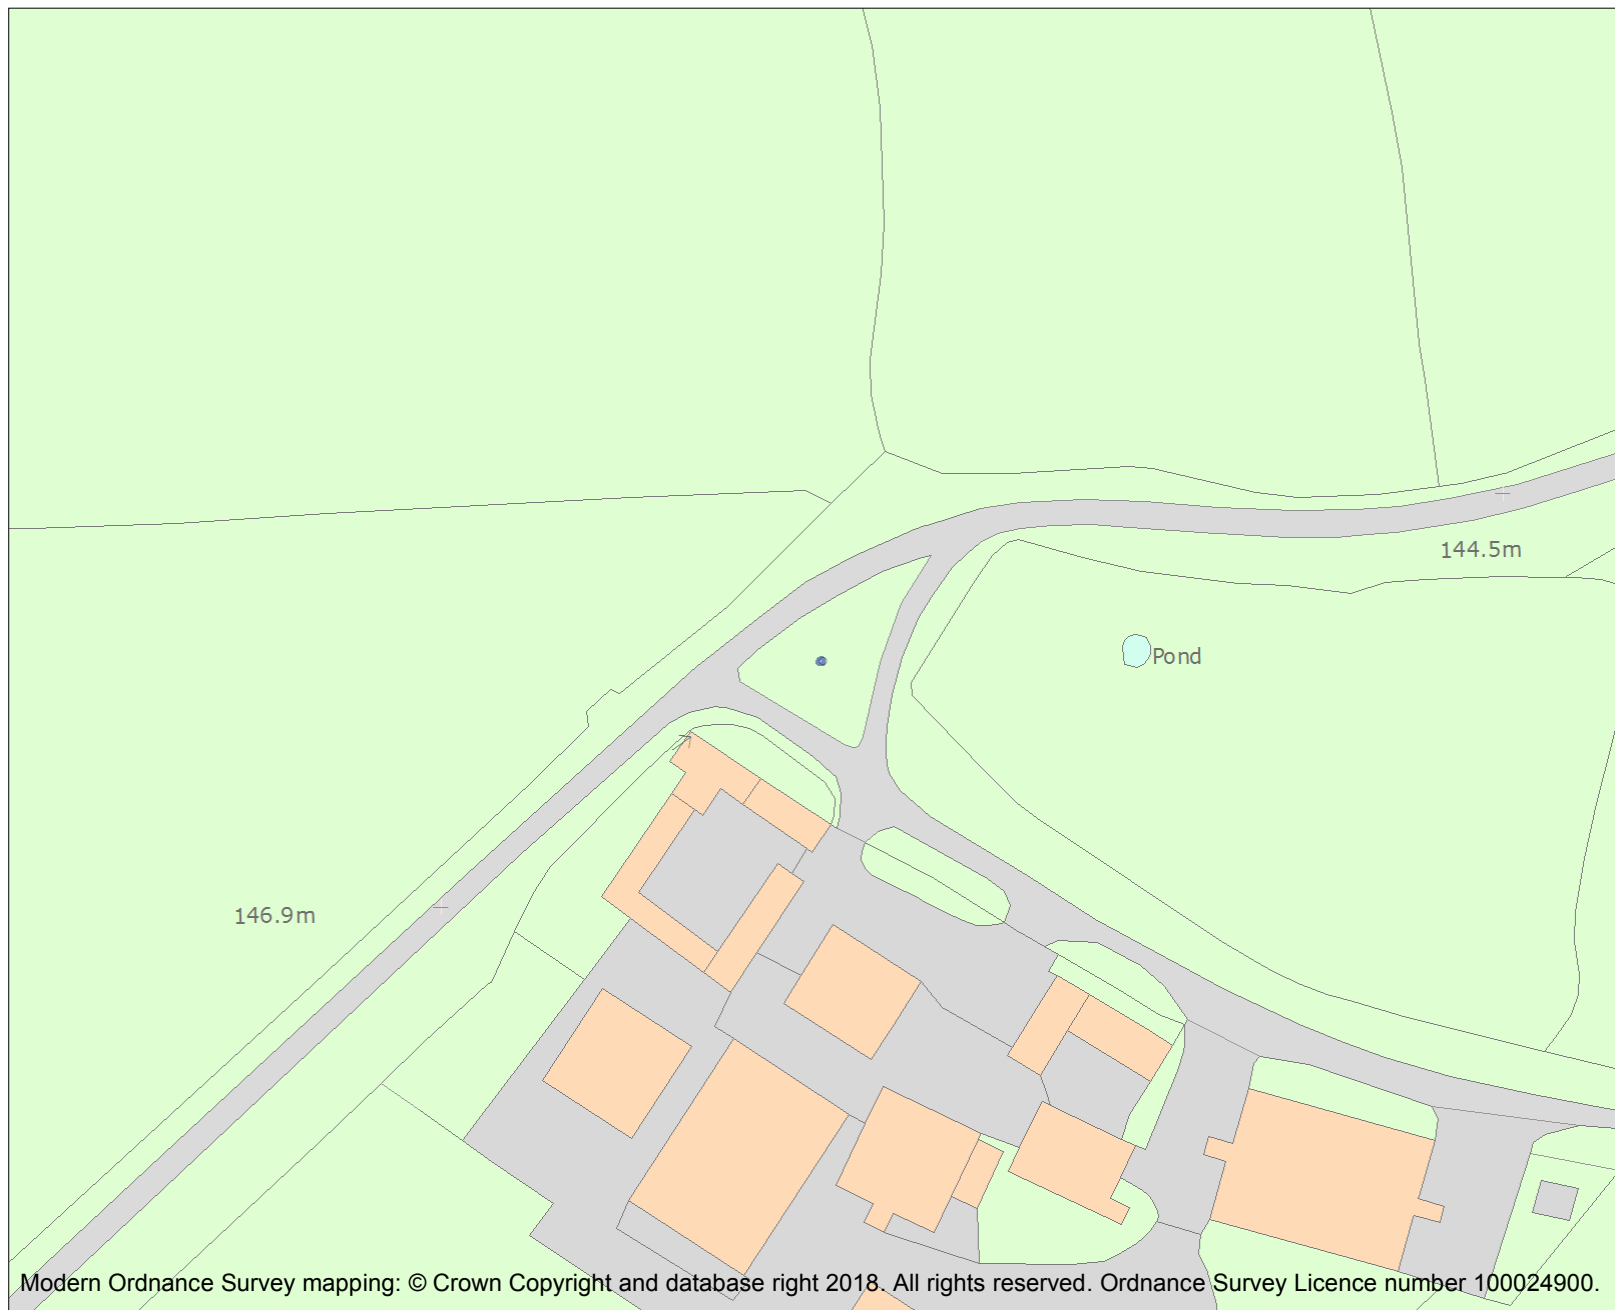 144.5m
Pond
146.9m
Modern Ordnance Survey mapping: © Crown Copyright and database right 2018. All rights reserved. Ordnance Survey Licence number 100024900.